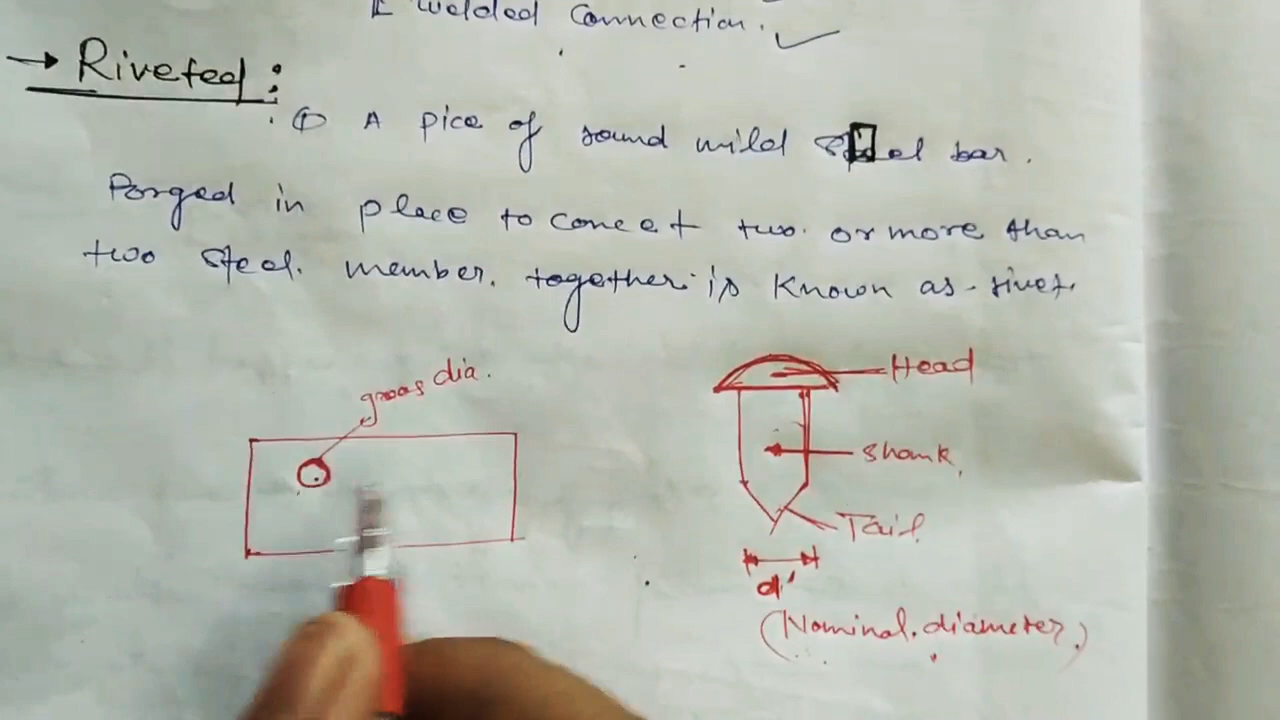 welded Connection.
→ Riveted :
① A pice of round mild steel bar.
Forged in place to conect two or more than
two steel. member. together is known as rivet.
gross dia.
Head
Shank
Tail
d'
(Nominal diameter)